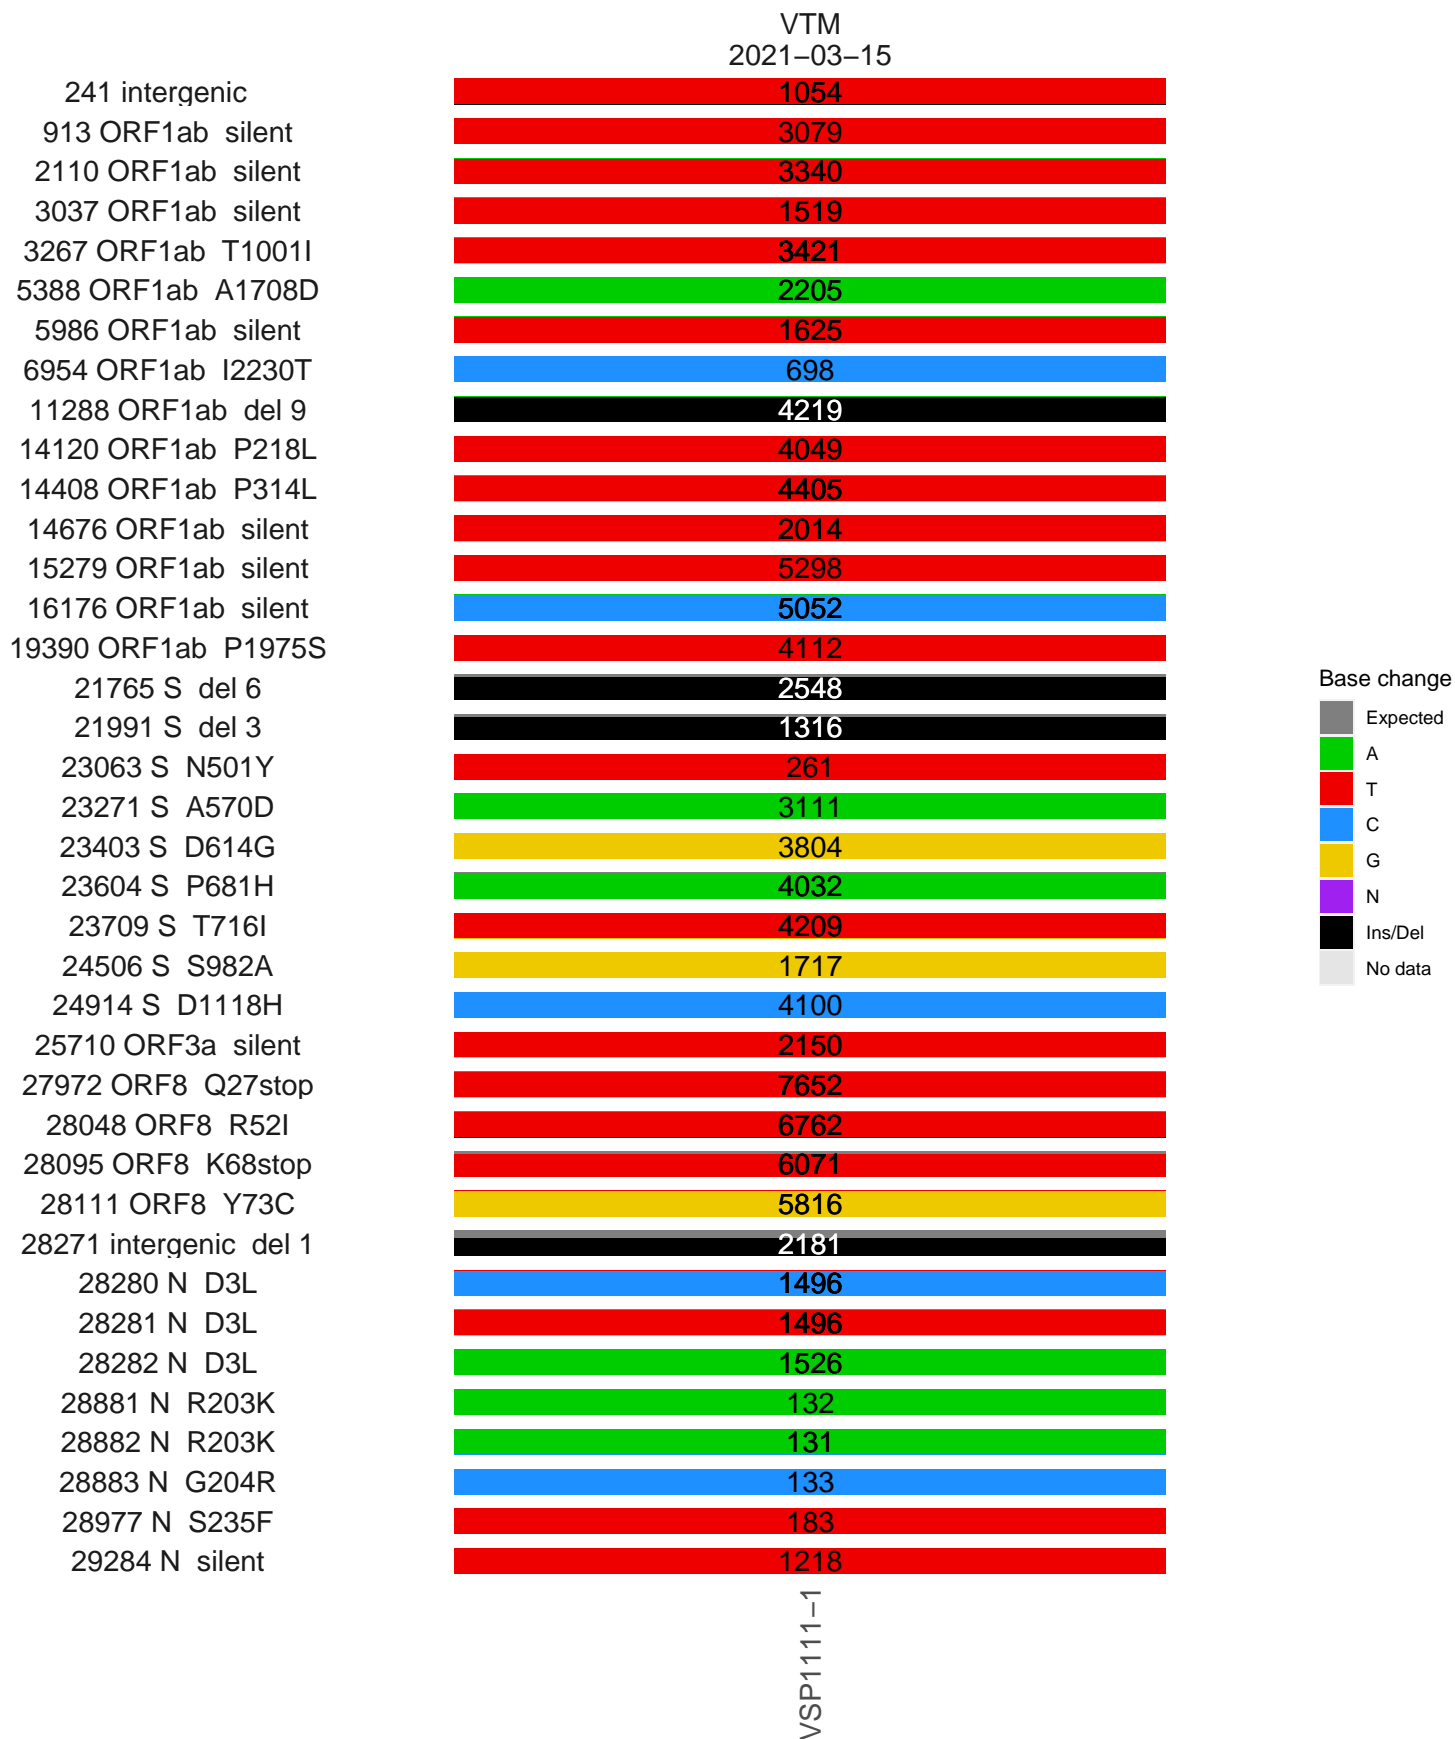 VTM
2021−03−15
241 intergenic 1054
913 ORF1ab silent 3079
2110 ORF1ab silent 3340
3037 ORF1ab silent 1519
3267 ORF1ab T1001I 3421
5388 ORF1ab A1708D 2205
5986 ORF1ab silent 1625
6954 ORF1ab I2230T 698
11288 ORF1ab del 9 4219
14120 ORF1ab P218L 4049
14408 ORF1ab P314L 4405
14676 ORF1ab silent 2014
15279 ORF1ab silent 5298
16176 ORF1ab silent 5052
19390 ORF1ab P1975S 4112
21765 S del 6 2548
21991 S del 3 1316
23063 S N501Y 261
23271 S A570D 3111
23403 S D614G 3804
23604 S P681H 4032
23709 S T716I 4209
24506 S S982A 1717
24914 S D1118H 4100
25710 ORF3a silent 2150
27972 ORF8 Q27stop 7652
28048 ORF8 R52I 6762
28095 ORF8 K68stop 6071
28111 ORF8 Y73C 5816
28271 intergenic del 1 2181
28280 N D3L 1496
28281 N D3L 1496
28282 N D3L 1526
28881 N R203K 132
28882 N R203K 131
28883 N G204R 133
28977 N S235F 183
29284 N silent 1218
VSP1111−1
Base change
Expected
A
T
C
G
N
Ins/Del
No data